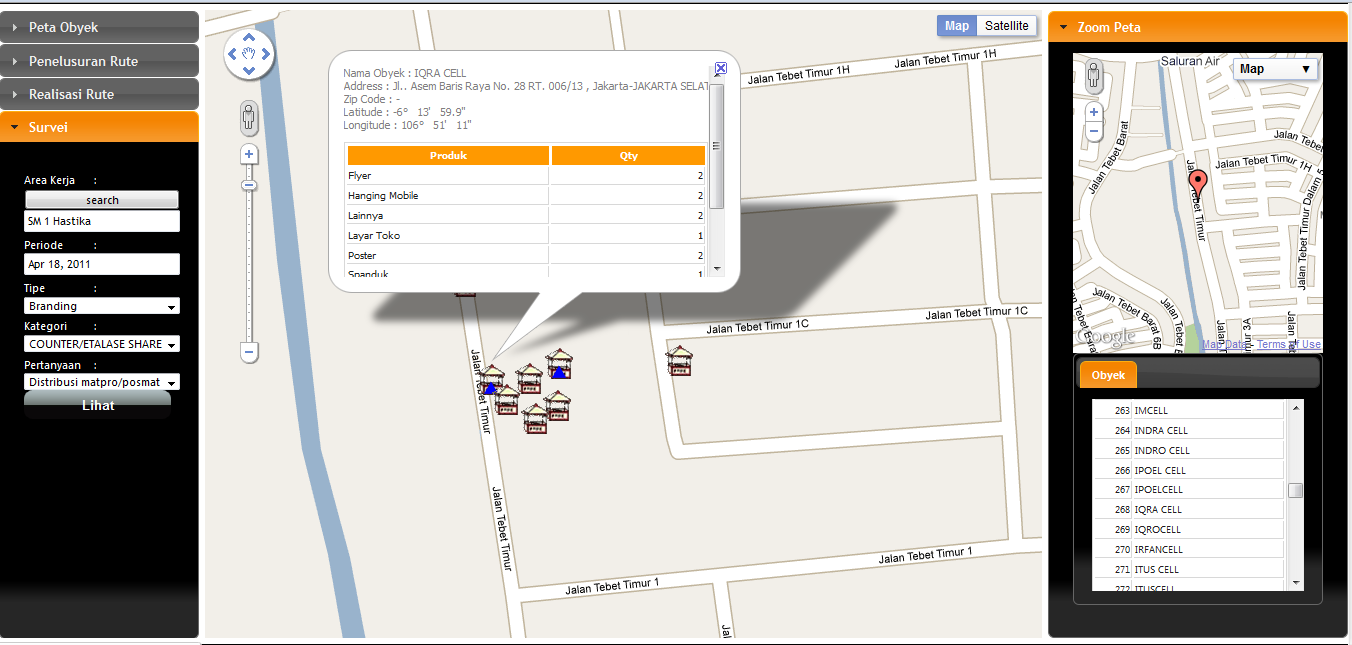 Peta Obyek
Penelusuran Rute
Realisasi Rute
Survei
Area Kerja :
search
SM 1 Hastika
Periode :
Apr 18, 2011
Tipe :
Branding
Kategori :
COUNTER/ETALASE SHARE
Pertanyaan :
Distribusi matpro/posmat
Lihat
Map
Satellite
Nama Obyek : IQRA CELL
Address : Jl.. Asem Baris Raya No. 28 RT. 006/13 , Jakarta-JAKARTA SELAT
Zip Code : -
Latitude : -6° 13' 59.9"
Longitude : 106° 51' 11"
Produk Qty
Flyer 2
Hanging Mobile 2
Lainnya 2
Layar Toko 1
Poster 2
Spanduk 1
Jalan Tebet Timur 1H
Jalan Tebet Timur 1H
Jalan Tebet Timur 1C
Jalan Tebet Timur 1C
Jalan Tebet Timur
Jalan Tebet Timur
Jalan Tebet Timur 1
Jalan Tebet Timur 1
Jal
Zoom Peta
Saluran Air
Map
Jalan Tebet Barat
Jalan Tebet
Jalan Tebet Timur 1H
Jalan Tebet Timur
Jalan Tebet Timur Dalam
Jalan Tebet Timur
Jalan Tebet Barat 6B
Jalan Tebet
Google
Map Data - Terms of Use
Obyek
263 IMCELL
264 INDRA CELL
265 INDRO CELL
266 IPOEL CELL
267 IPOELCELL
268 IQRA CELL
269 IQROCELL
270 IRFANCELL
271 ITUS CELL
272 ITUSCELL